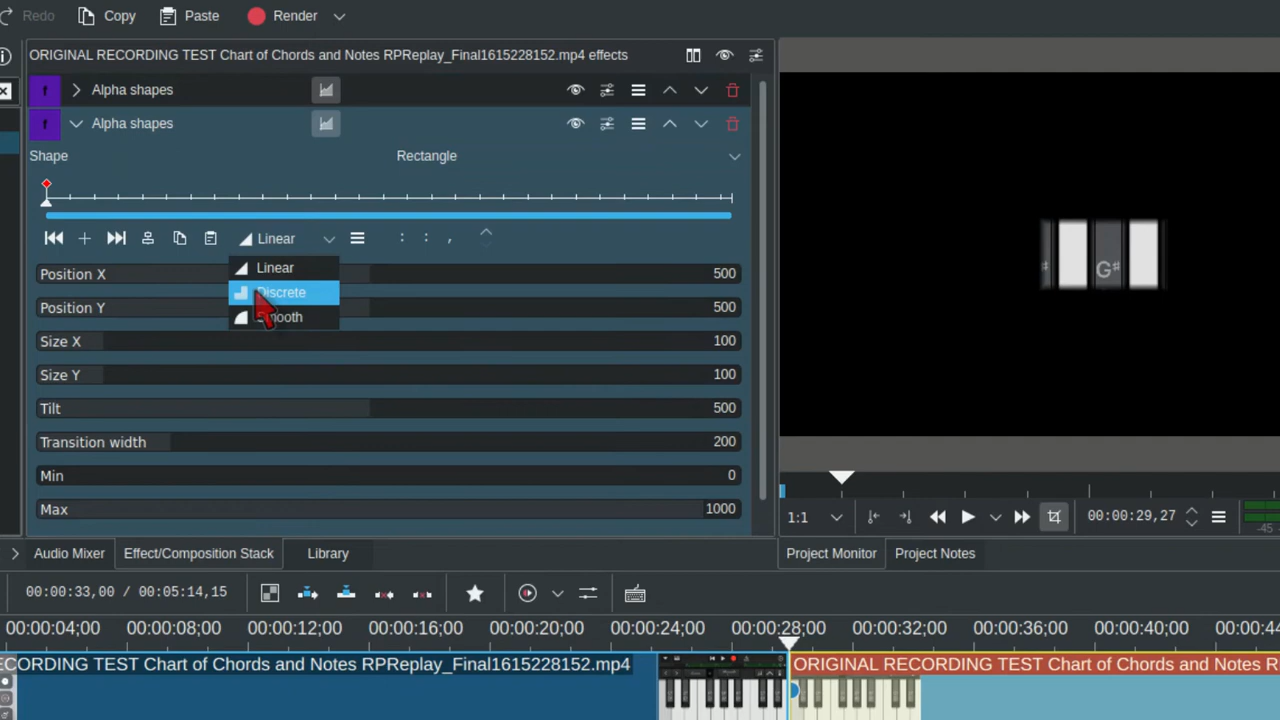 Redo Copy Paste Render
ORIGINAL RECORDING TEST Chart of Chords and Notes RPReplay_Final1615228152.mp4 effects
f Alpha shapes
f Alpha shapes
Shape Rectangle
Linear : : ,
Linear
Discrete
Smooth
Position X 500
Position Y 500
Size X 100
Size Y 100
Tilt 500
Transition width 200
Min 0
Max 1000
G#
1:1 00:00:29,27
-45
Audio Mixer Effect/Composition Stack Library Project Monitor Project Notes
00:00:33,00 / 00:05:14,15
00:00:04;00 00:00:08;00 00:00:12;00 00:00:16;00 00:00:20;00 00:00:24;00 00:00:28;00 00:00:32;00 00:00:36;00 00:00:40;00 00:00:44
ECORDING TEST Chart of Chords and Notes RPReplay_Final1615228152.mp4 ORIGINAL RECORDING TEST Chart of Chords and Notes R